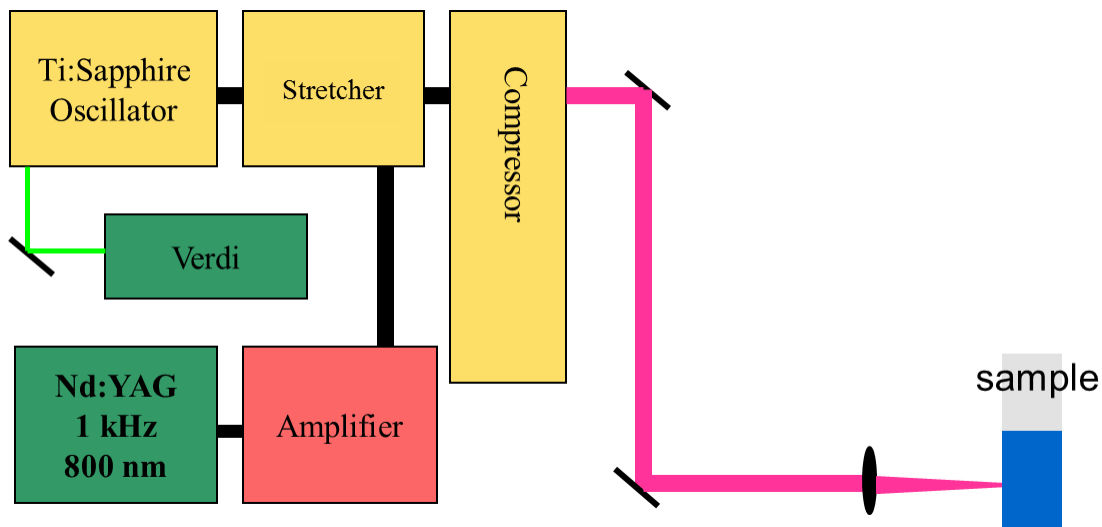 Ti:Sapphire
Oscillator
Stretcher
Compressor
Verdi
Nd:YAG
1 kHz
800 nm
Amplifier
sample